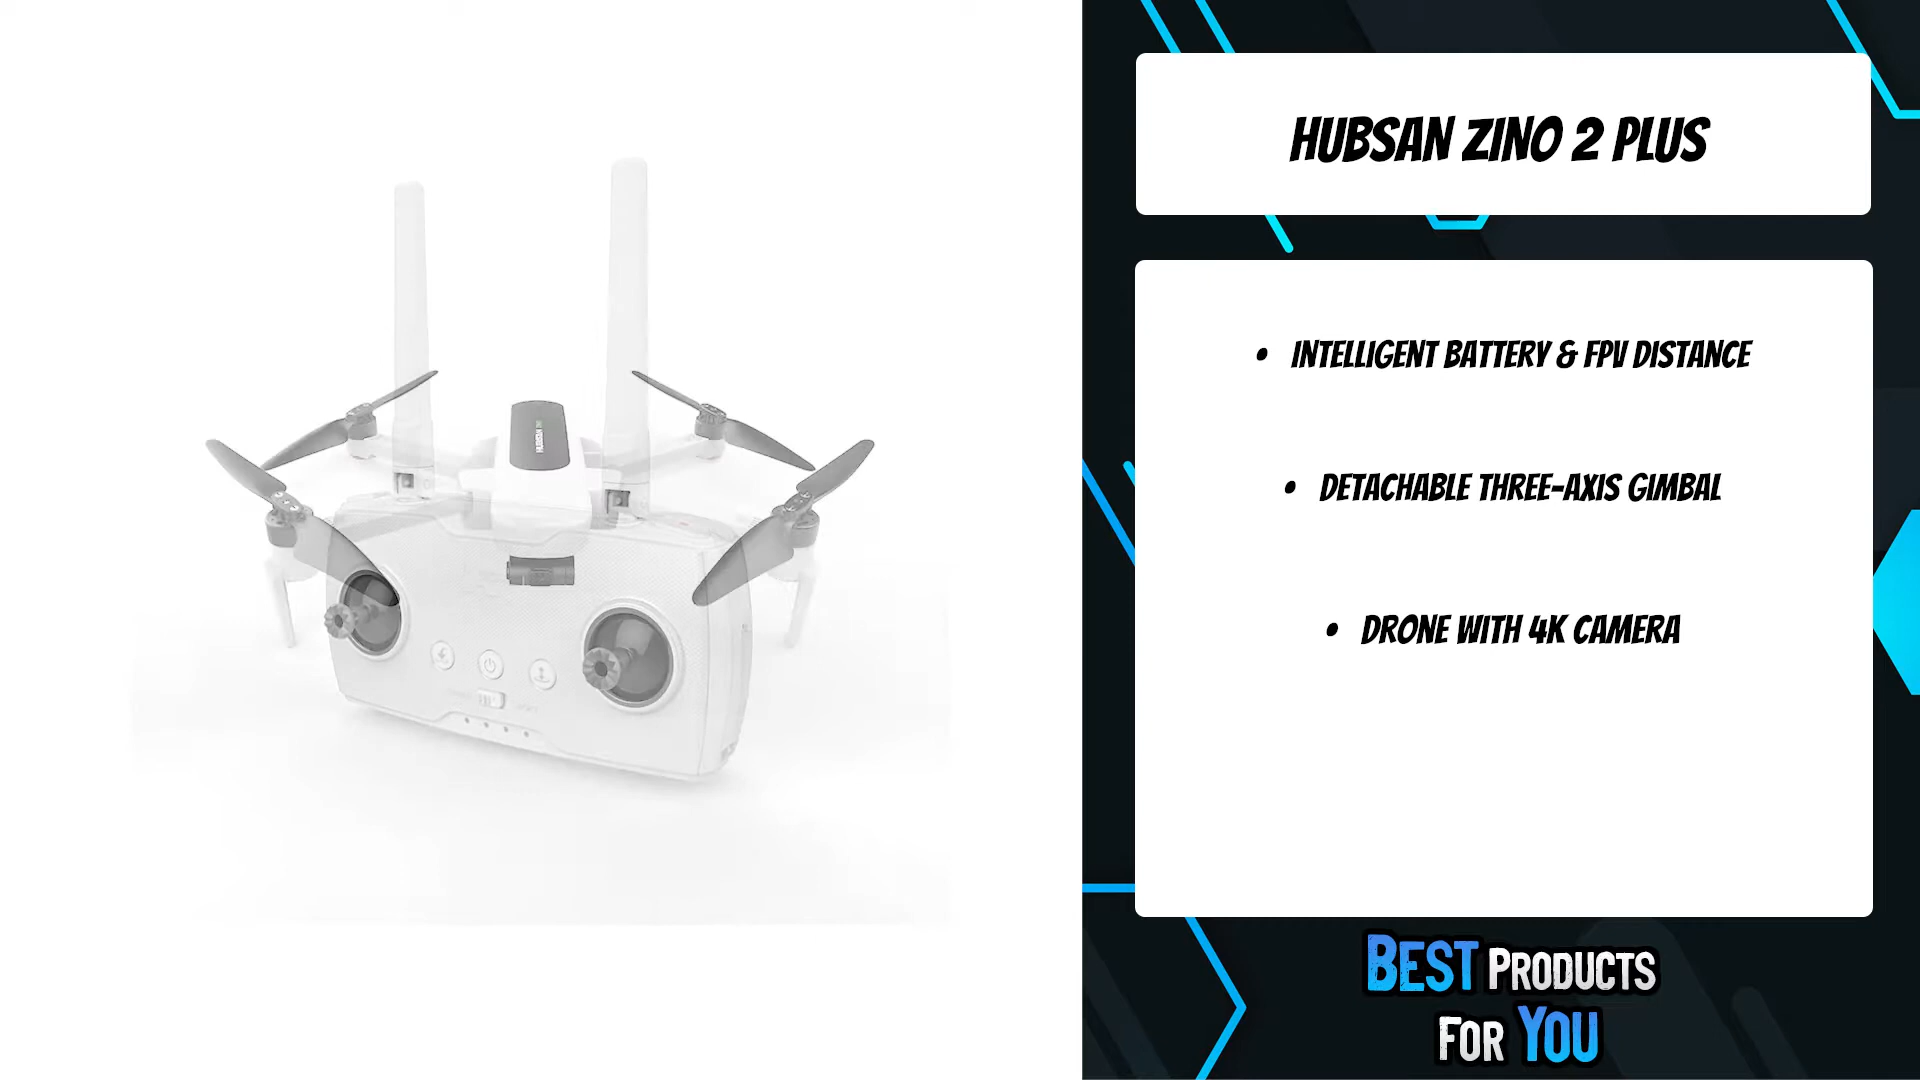 HUBSAN ZINO 2 PLUS
• INTELLIGENT BATTERY & FPV DISTANCE
• DETACHABLE THREE-AXIS GIMBAL
• DRONE WITH 4K CAMERA
HUBSAN
BEST PRODUCTS
FOR YOU